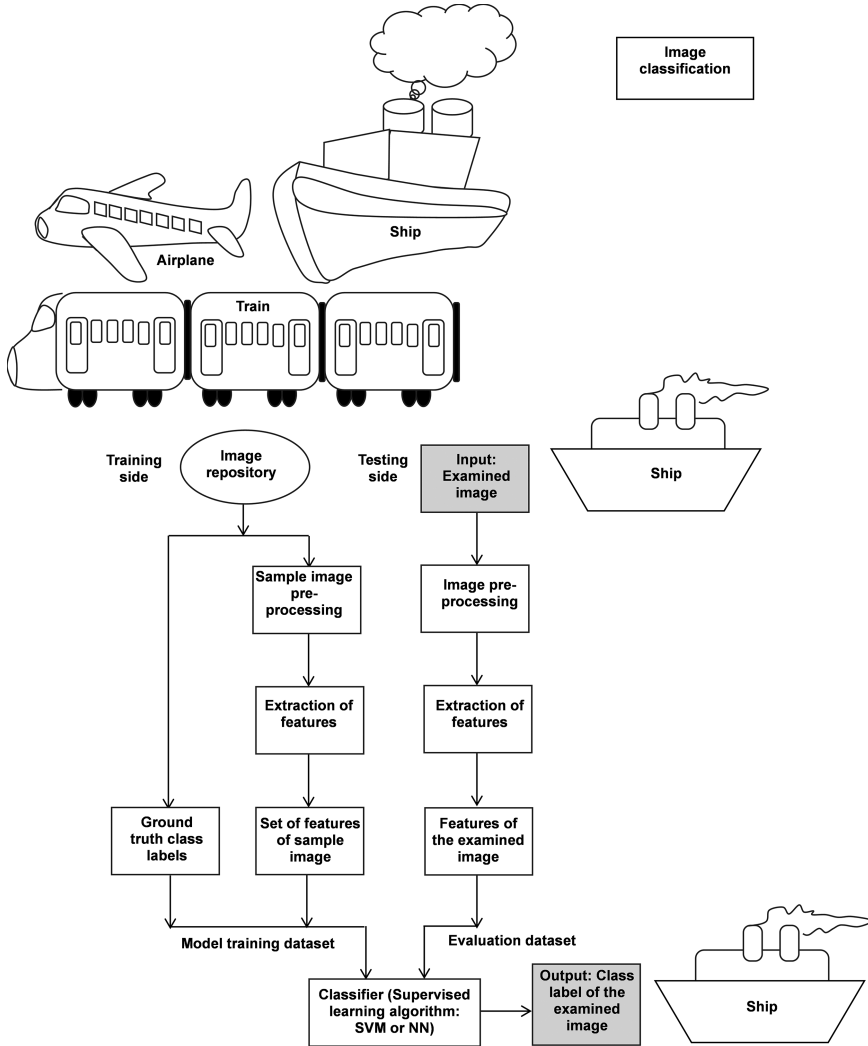 Image
classification
Ship
Airplane
Train
Training
side
Image
repository
Testing
side
Input:
Examined
image
Ship
Sample image
pre-
processing
Image pre-
processing
Extraction of
features
Extraction of
features
Ground
truth class
labels
Set of features
of sample
image
Features of
the examined
image
Model training dataset
Evaluation dataset
Classifier (Supervised
learning algorithm:
SVM or NN)
Output: Class
label of the
examined
image
Ship